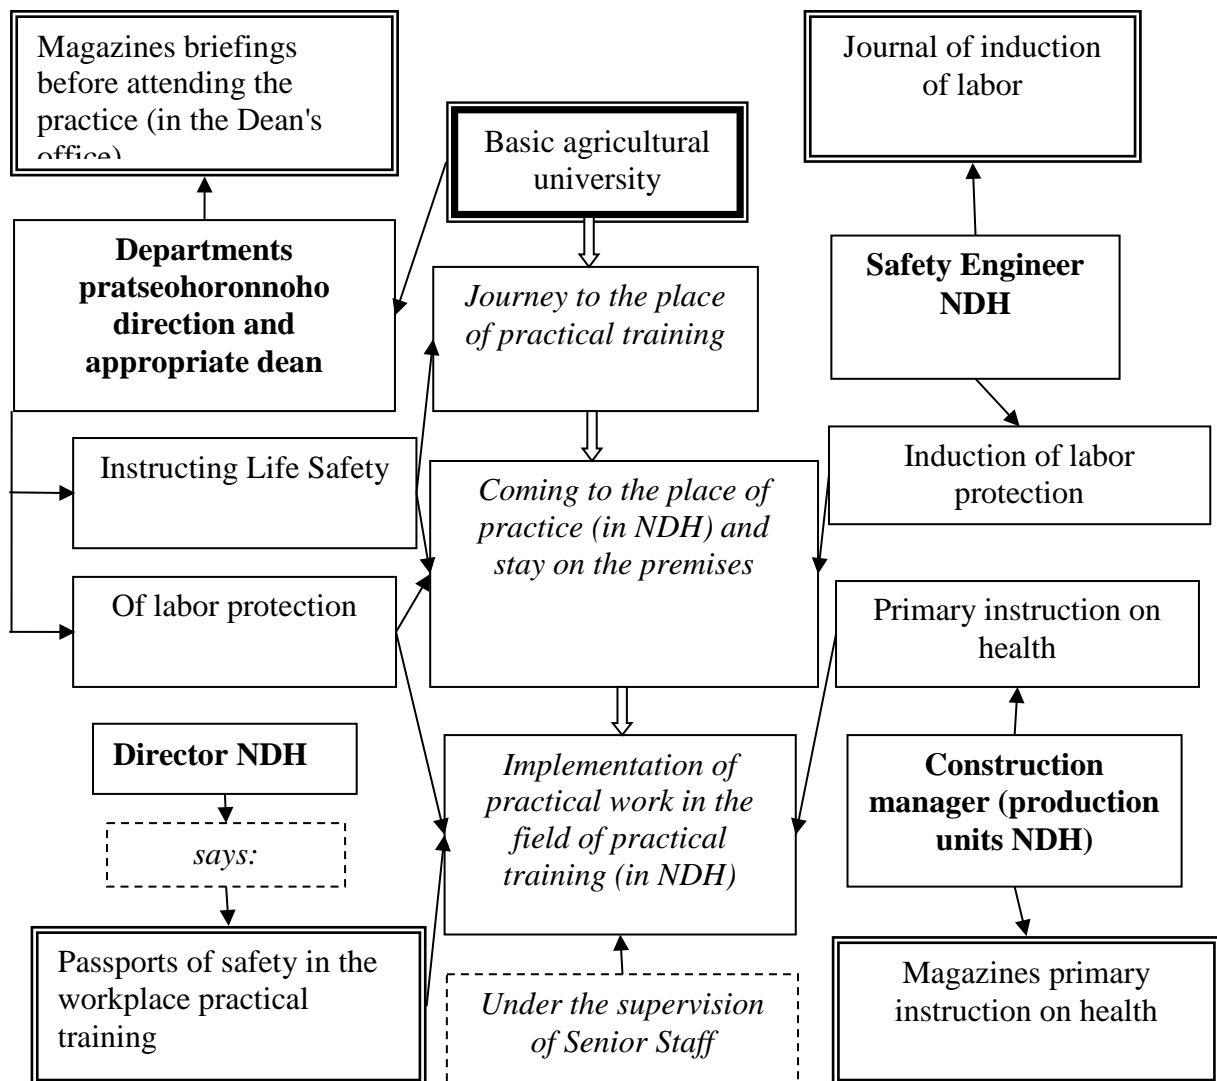 Magazines briefings
before attending the
practice (in the Dean's
office)
Basic agricultural
university
Journal of induction
of labor
Departments
pratseohoronnoho
direction and
appropriate dean
Journey to the place
of practical training
Safety Engineer
NDH
Instructing Life Safety
Coming to the place of
practice (in NDH) and
stay on the premises
Induction of labor
protection
Of labor protection
Primary instruction on
health
Director NDH
says:
Implementation of
practical work in the
field of practical
training (in NDH)
Construction
manager (production
units NDH)
Passports of safety in the
workplace practical
training
Under the supervision
of Senior Staff
Magazines primary
instruction on health